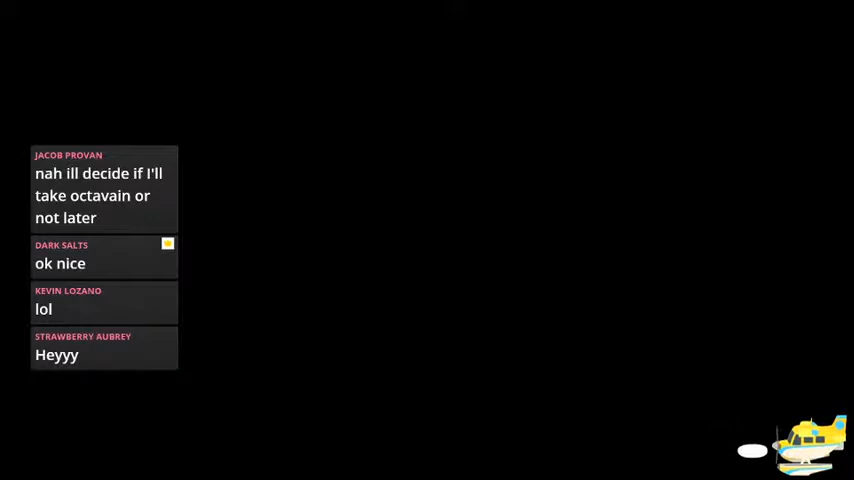 JACOB PROVAN
nah ill decide if I'll
take octavain or
not later
DARK SALTS
ok nice
KEVIN LOZANO
lol
STRAWBERRY AUBREY
Heyyy